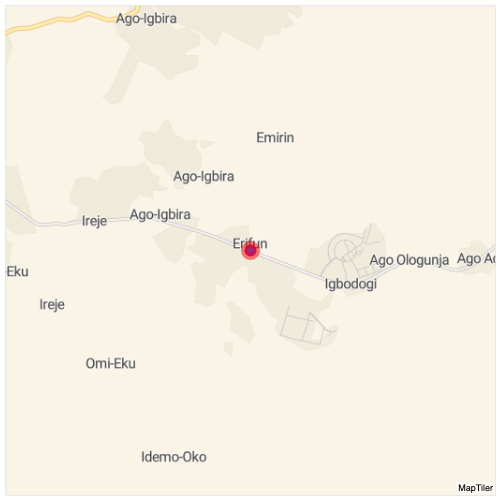 Ago-Igbira
Emirin
Ago-Igbira
Ago-Igbira
Ireje
Erifun
Ago Ologunja
Ago Ac
-Eku
Igbodogi
Ireje
Omi-Eku
Idemo-Oko
MapTiler